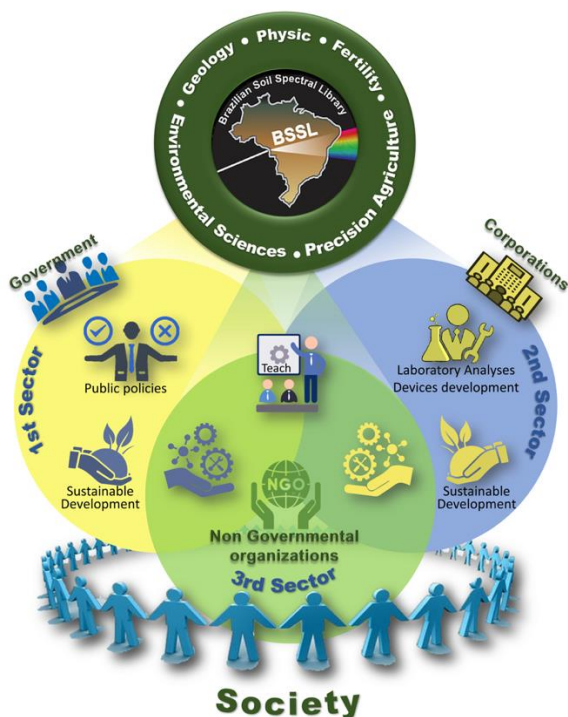 Geology • Physic • Fertility •
Environmental Sciences • Precision Agriculture •
Brazilian Soil Spectral Library
BSSL
Government
Corporations
1st Sector
2nd Sector
Public policies
Teach
Laboratory Analyses
Devices development
Sustainable
Development
Sustainable
Development
NGO
Non Governmental
organizations
3rd Sector
Society